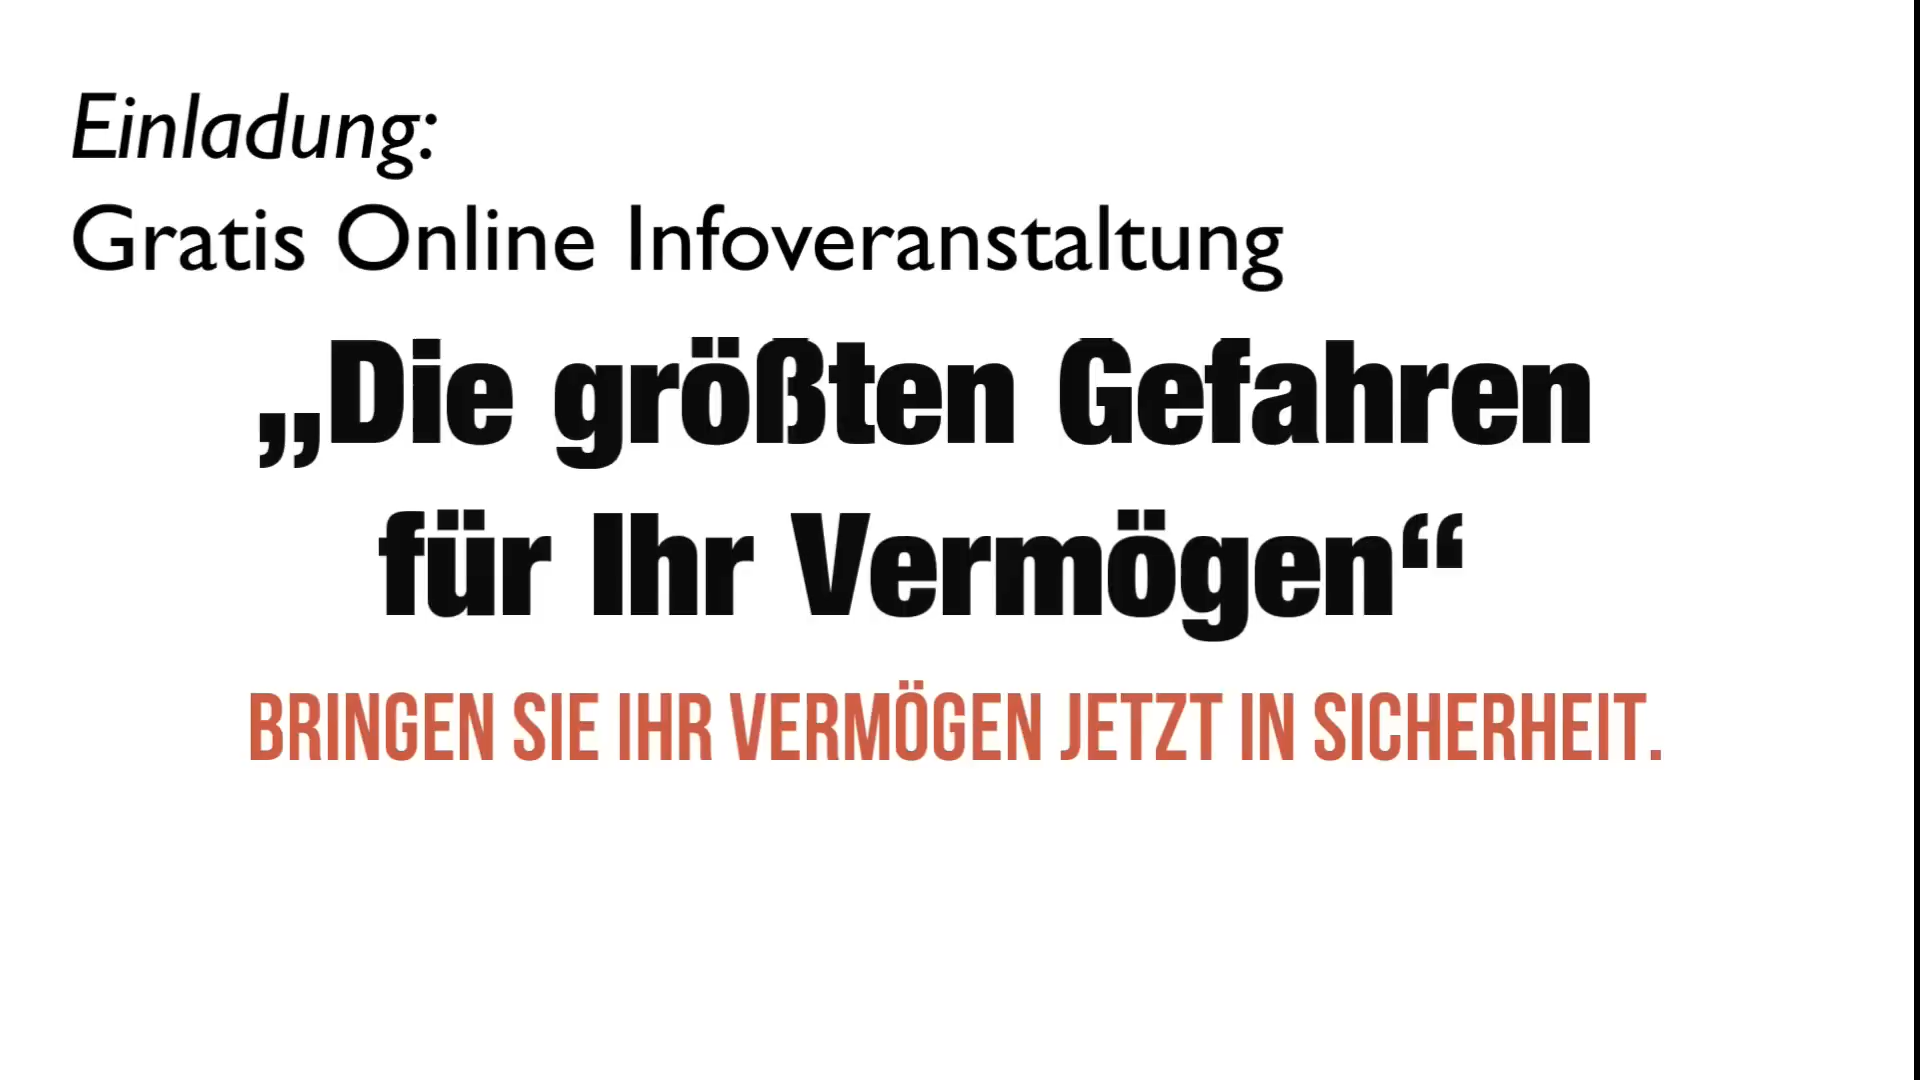 Einladung:
Gratis Online Infoveranstaltung
„Die größten Gefahren
für Ihr Vermögen“
BRINGEN SIE IHR VERMÖGEN JETZT IN SICHERHEIT.